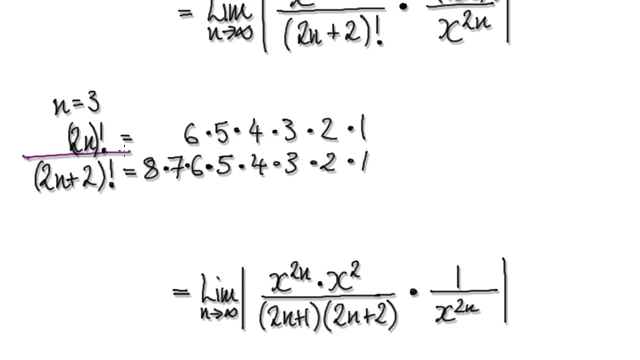 = Lim n→∞ | x / (2n+2)! · / x^{2n} |
n=3
(2n)! = 6·5·4·3·2·1
(2n+2)! = 8·7·6·5·4·3·2·1
= Lim n→∞ | x^{2n}·x^2 / (2n+1)(2n+2) · 1 / x^{2n} |